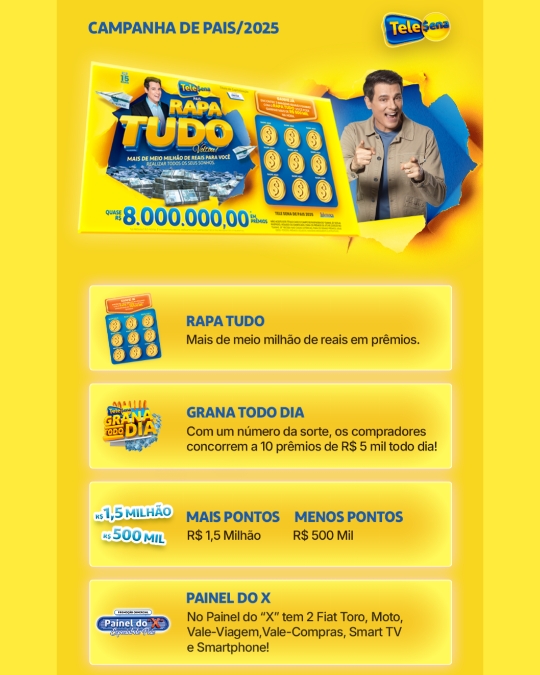 CAMPANHA DE PAIS/2025
Tele Sena
Tele Sena
RAPA
TUDO
Voltou!
MAIS DE MEIO MILHÃO DE REAIS PARA VOCÊ
REALIZAR TODOS OS SEUS SONHOS.
QUASE
R$ 8.000.000,00 EM PRÊMIOS
TELE SENA DE PAIS 2025
RAPA TUDO
Mais de meio milhão de reais em prêmios.
Tele Sena
GRANA
TODO
DIA
GRANA TODO DIA
Com um número da sorte, os compradores
concorrem a 10 prêmios de R$ 5 mil todo dia!
R$ 1,5 MILHÃO
R$ 500 MIL
MAIS PONTOS MENOS PONTOS
R$ 1,5 Milhão R$ 500 Mil
Painel do X
PAINEL DO X
No Painel do “X” tem 2 Fiat Toro, Moto,
Vale-Viagem,Vale-Compras, Smart TV
e Smartphone!